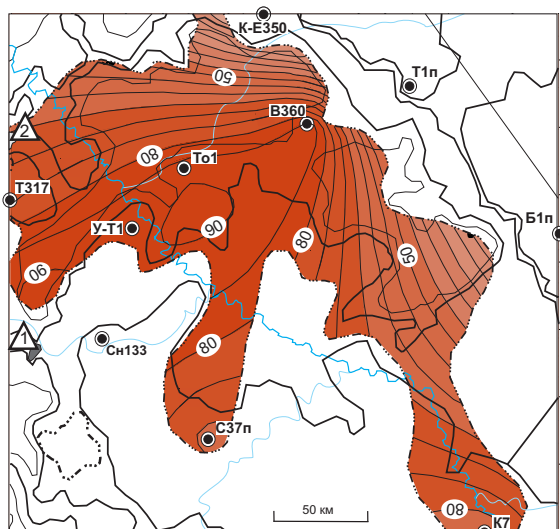 К-Е350
50
Т1п
В360
2
80
То1
Т317
У-Т1
90
80
Б1п
50
90
1
Сн133
80
С37п
50 км
80
К7